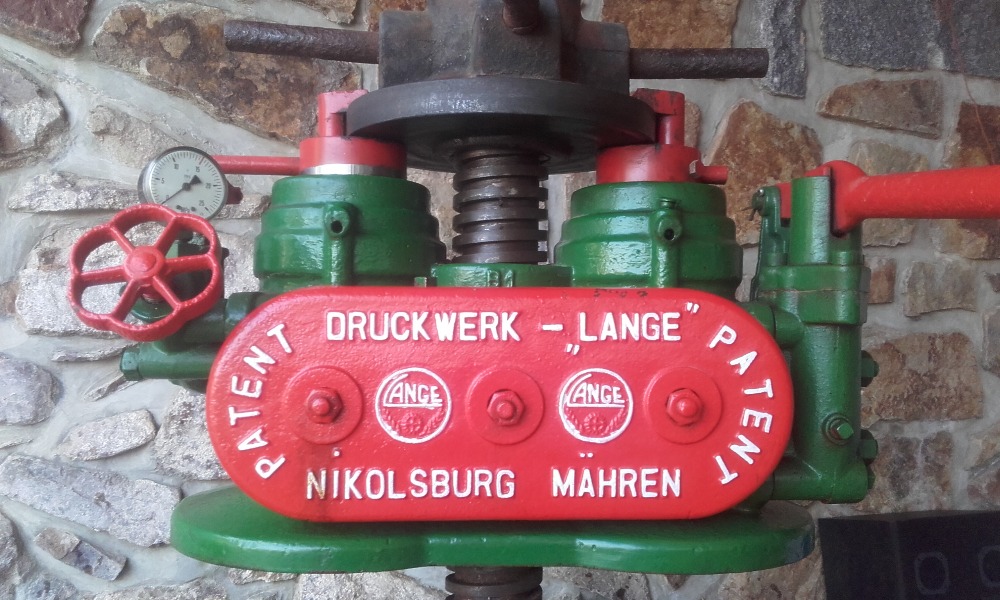 DRUCKWERK – „LANGE”
PATENT
PATENT
LANGE
LANGE
NIKOLSBURG MÄHREN